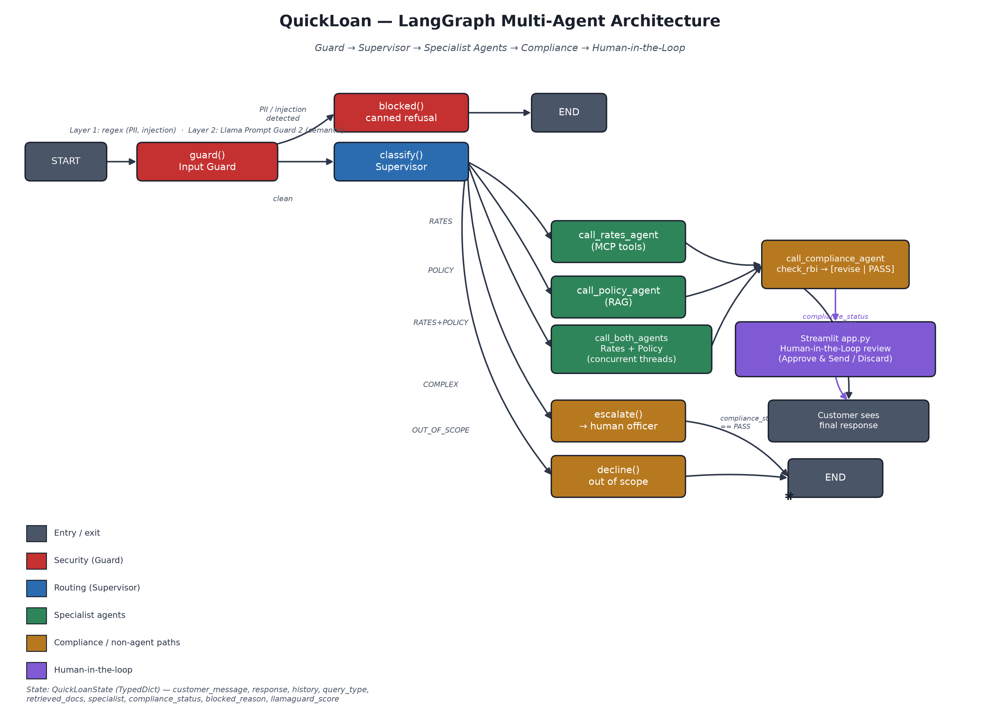 QuickLoan — LangGraph Multi-Agent Architecture
Guard → Supervisor → Specialist Agents → Compliance → Human-in-the-Loop
blocked()
canned refusal
END
PII / injection
detected
Layer 1: regex (PII, injection) · Layer 2: Llama Prompt Guard 2 (semantic)
START
guard()
Input Guard
classify()
Supervisor
clean
RATES
POLICY
RATES+POLICY
COMPLEX
OUT_OF_SCOPE
call_rates_agent
(MCP tools)
call_policy_agent
(RAG)
call_both_agents
Rates + Policy
(concurrent threads)
call_compliance_agent
check_rbi → [revise | PASS]
compliance_status
Streamlit app.py
Human-in-the-Loop review
(Approve & Send / Discard)
escalate()
→ human officer
compliance_st
== PASS
Customer sees
final response
decline()
out of scope
END
#
Entry / exit
Security (Guard)
Routing (Supervisor)
Specialist agents
Compliance / non-agent paths
Human-in-the-loop
State: QuickLoanState (TypedDict) — customer_message, response, history, query_type,
retrieved_docs, specialist, compliance_status, blocked_reason, llamaguard_score